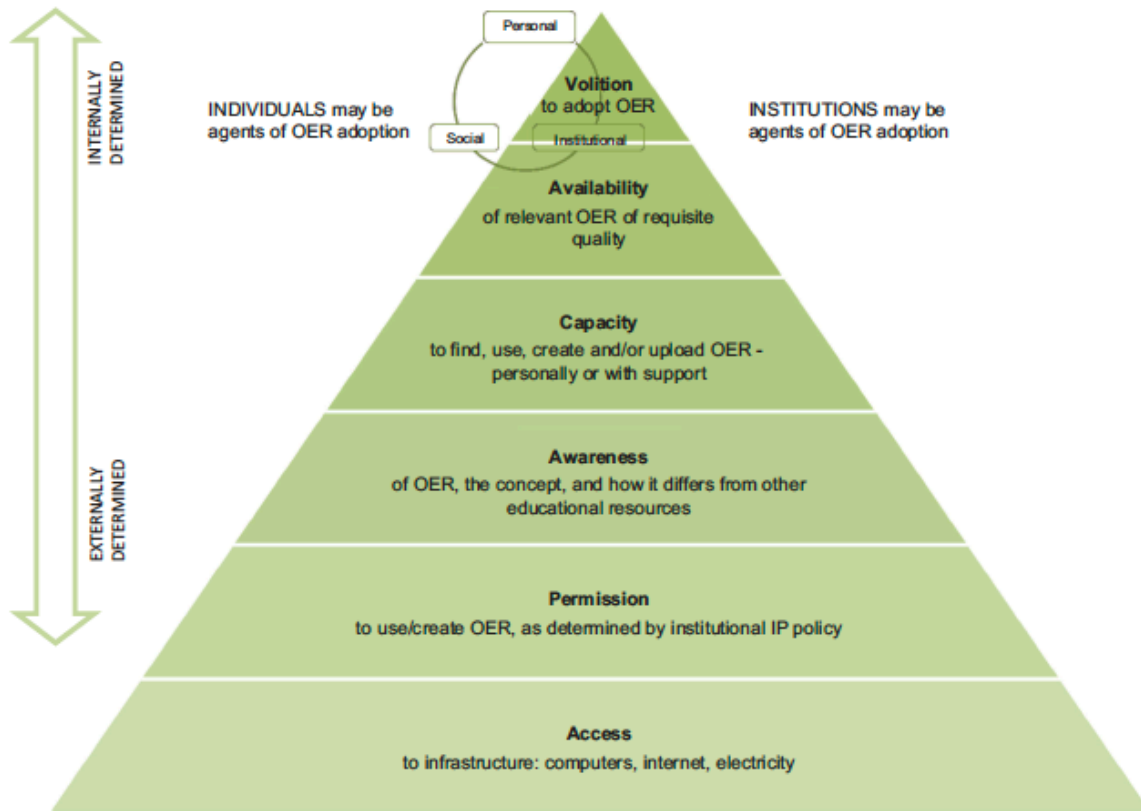 Personal
INTERNALLY
DETERMINED
INDIVIDUALS may be
agents of OER adoption
Volition
to adopt OER
INSTITUTIONS may be
agents of OER adoption
Social
Institutional
Availability
of relevant OER of requisite
quality
Capacity
to find, use, create and/or upload OER -
personally or with support
EXTERNALLY
DETERMINED
Awareness
of OER, the concept, and how it differs from other
educational resources
Permission
to use/create OER, as determined by institutional IP policy
Access
to infrastructure: computers, internet, electricity